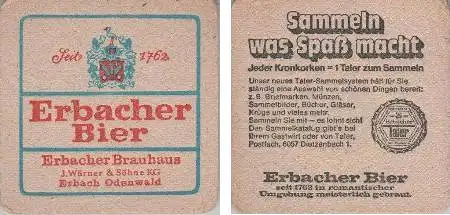 Seit 1762
Erbacher
Bier
Erbacher Brauhaus
J. Wörner & Söhne KG
Erbach Odenwald
Sammeln
was Spaß macht
Jeder Kronkorken = 1 Taler zum Sammeln
Unser neues Taler-Sammelsystem hält für Sie
ständig eine Auswahl von schönen Dingen bereit:
z. B. Briefmarken, Münzen,
Sammelbilder, Bücher, Gläser,
Krüge und vieles mehr.
Sammeln Sie mit – es lohnt sich!
Den Sammelkatalog gibt's bei
Ihrem Gastwirt oder von Taler,
Postfach, 6057 Dietzenbach 1.
Taler
Erbacher Bier
seit 1762 in romantischer
Umgebung meisterlich gebraut.